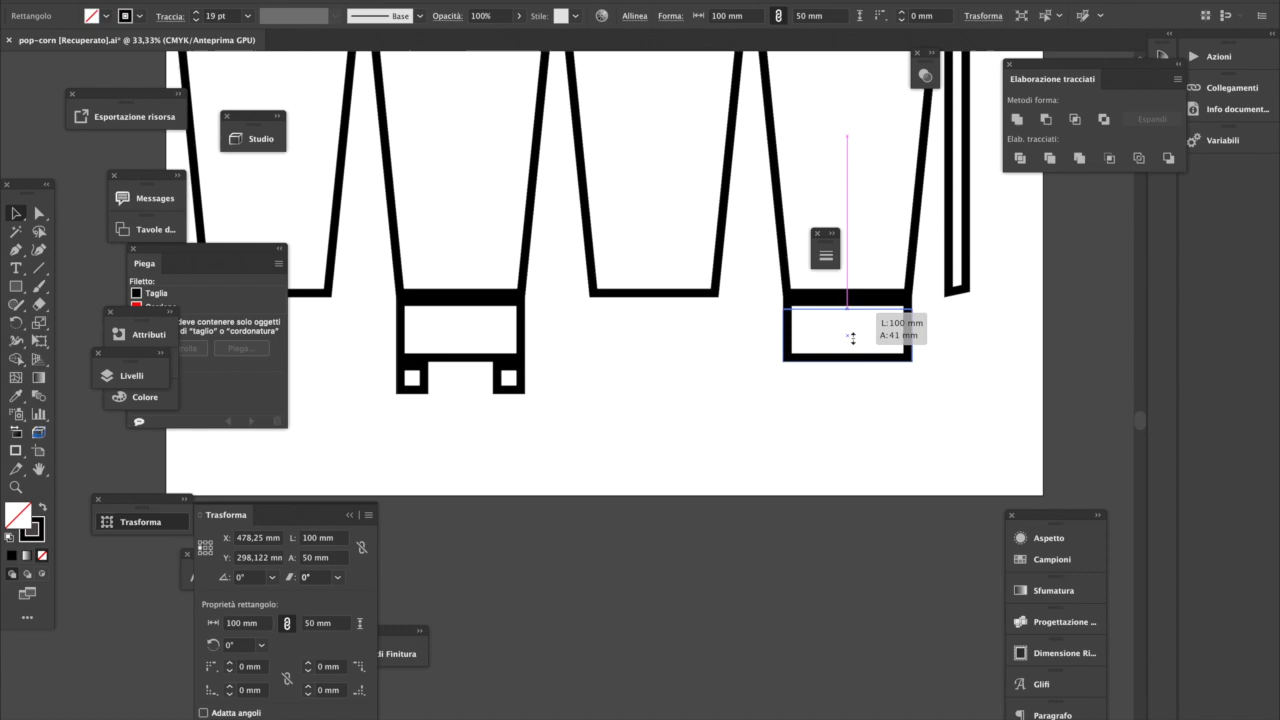 Rettangolo
Traccia:
19 pt
Base
Opacità:
100%
Stile:
Allinea
Forma:
100 mm
50 mm
0 mm
Trasforma
pop-corn [Recuperato].ai* @ 33,33% (CMYK/Anteprima GPU)
Esportazione risorsa
Studio
Messages
Tavole d...
Piega
Filetto:
Taglia
deve contenere solo oggetti
di "taglio" o "cordonatura"
Piega...
Attributi
Livelli
Colore
L:100 mm
A:41 mm
Elaborazione tracciati
Metodi forma:
Espandi
Elab. tracciati:
Azioni
Collegamenti
Info document...
Variabili
Trasforma
Trasforma
X: 478,25 mm
L: 100 mm
Y: 298,122 mm
A: 50 mm
0°
0°
Proprietà rettangolo:
100 mm
50 mm
0°
0 mm
0 mm
0 mm
0 mm
Adatta angoli
di Finitura
Aspetto
Campioni
Sfumatura
Progettazione ...
Dimensione Ri...
Glifi
Paragrafo